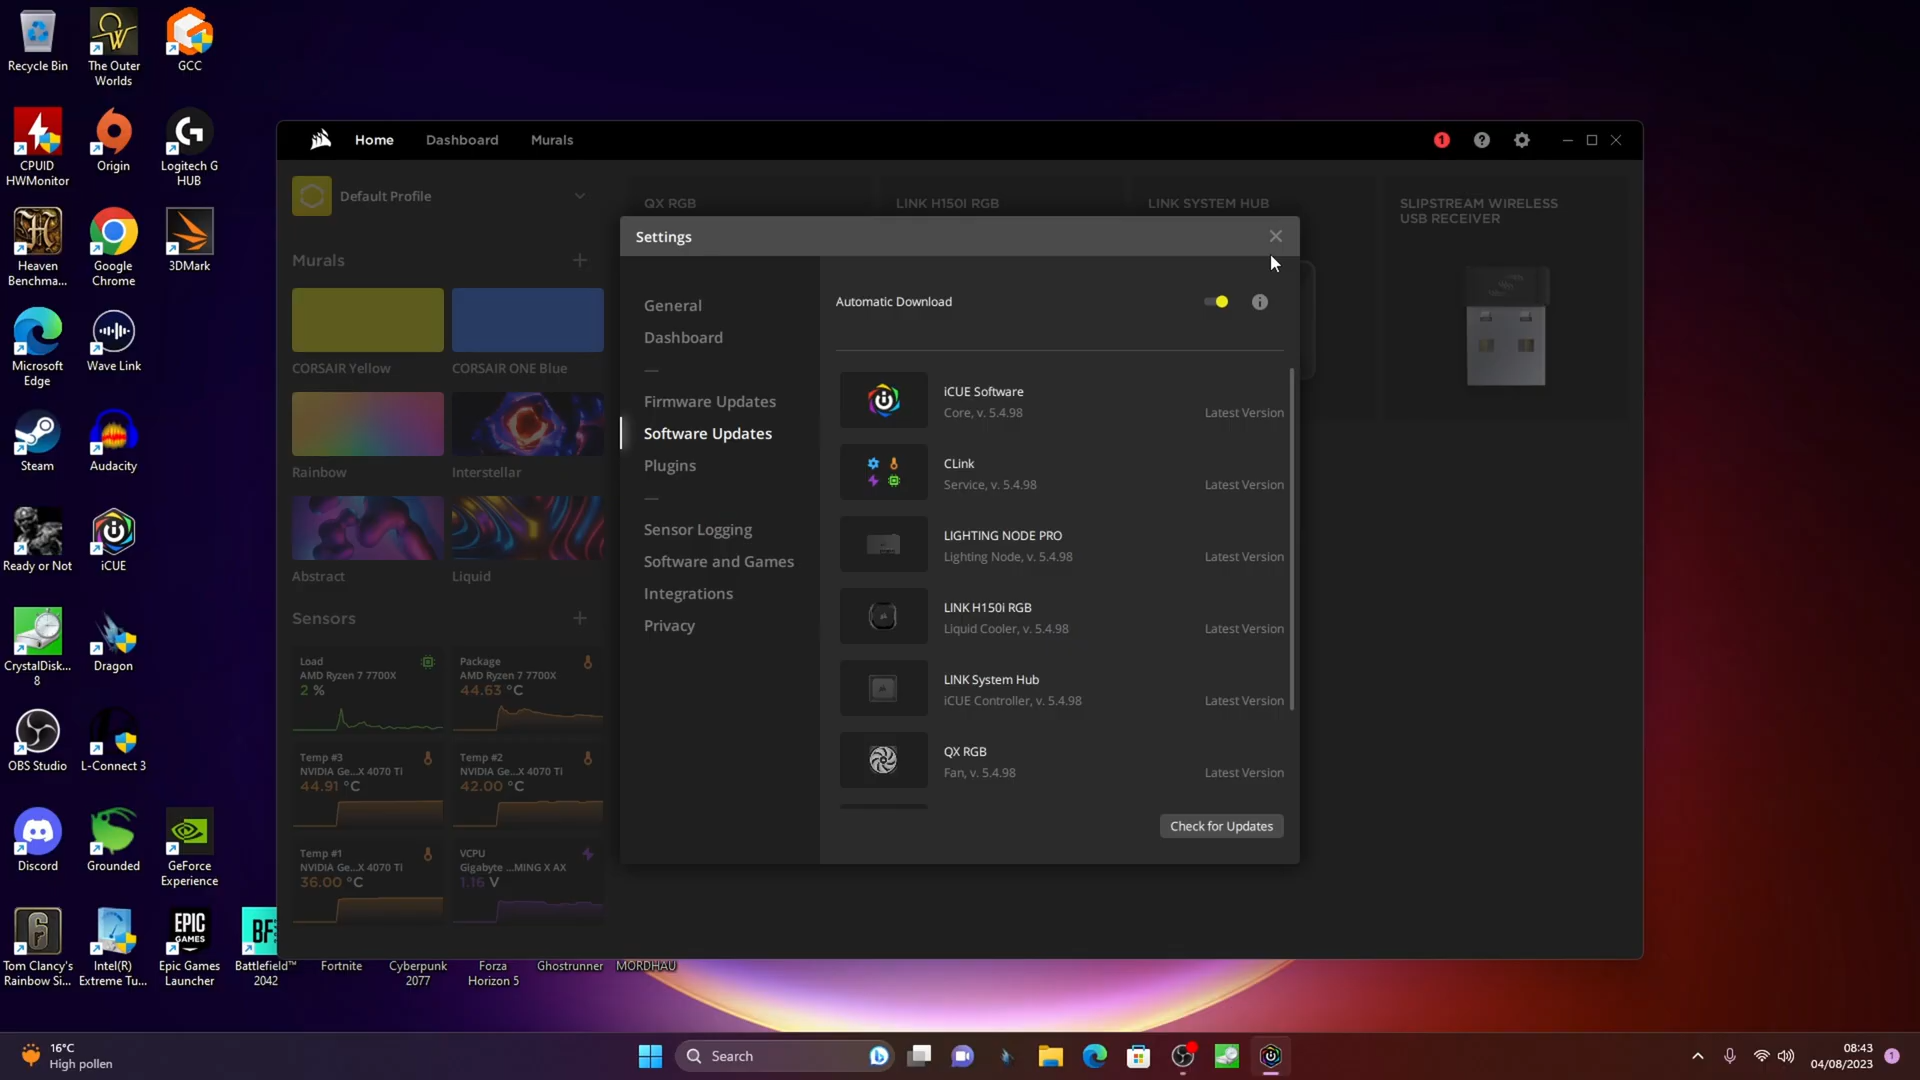 Recycle Bin
The Outer
Worlds
GCC
CPUID
HWMonitor
Origin
Logitech G
HUB
Heaven
Benchma...
Google
Chrome
3DMark
Microsoft
Edge
Wave Link
Steam
Audacity
Ready or Not
iCUE
CrystalDisk...
8
Dragon
OBS Studio
L-Connect 3
Discord
Grounded
GeForce
Experience
Tom Clancy's
Rainbow Si...
Intel(R)
Extreme Tu...
EPIC
GAMES
Epic Games
Launcher
BF
Battlefield™
2042
Fortnite
Cyberpunk
2077
Forza
Horizon 5
Ghostrunner
MORDHAU
Home
Dashboard
Murals
1
?
Default Profile
Murals
CORSAIR Yellow
CORSAIR ONE Blue
Rainbow
Interstellar
Abstract
Liquid
Sensors
Load
AMD Ryzen 7 7700X
2 %
Package
AMD Ryzen 7 7700X
44.63 °C
Temp #3
NVIDIA Ge...X 4070 Ti
44.91 °C
Temp #2
NVIDIA Ge...X 4070 Ti
42.00 °C
Temp #1
NVIDIA Ge...X 4070 Ti
36.00 °C
VCPU
Gigabyte ...MING X AX
1.16 V
QX RGB
LINK H150I RGB
LINK SYSTEM HUB
SLIPSTREAM WIRELESS
USB RECEIVER
Settings
General
Dashboard
Firmware Updates
Software Updates
Plugins
Sensor Logging
Software and Games
Integrations
Privacy
Automatic Download
iCUE Software
Core, v. 5.4.98
Latest Version
CLink
Service, v. 5.4.98
Latest Version
LIGHTING NODE PRO
Lighting Node, v. 5.4.98
Latest Version
LINK H150i RGB
Liquid Cooler, v. 5.4.98
Latest Version
LINK System Hub
iCUE Controller, v. 5.4.98
Latest Version
QX RGB
Fan, v. 5.4.98
Latest Version
Check for Updates
16°C
High pollen
Search
08:43
04/08/2023
1